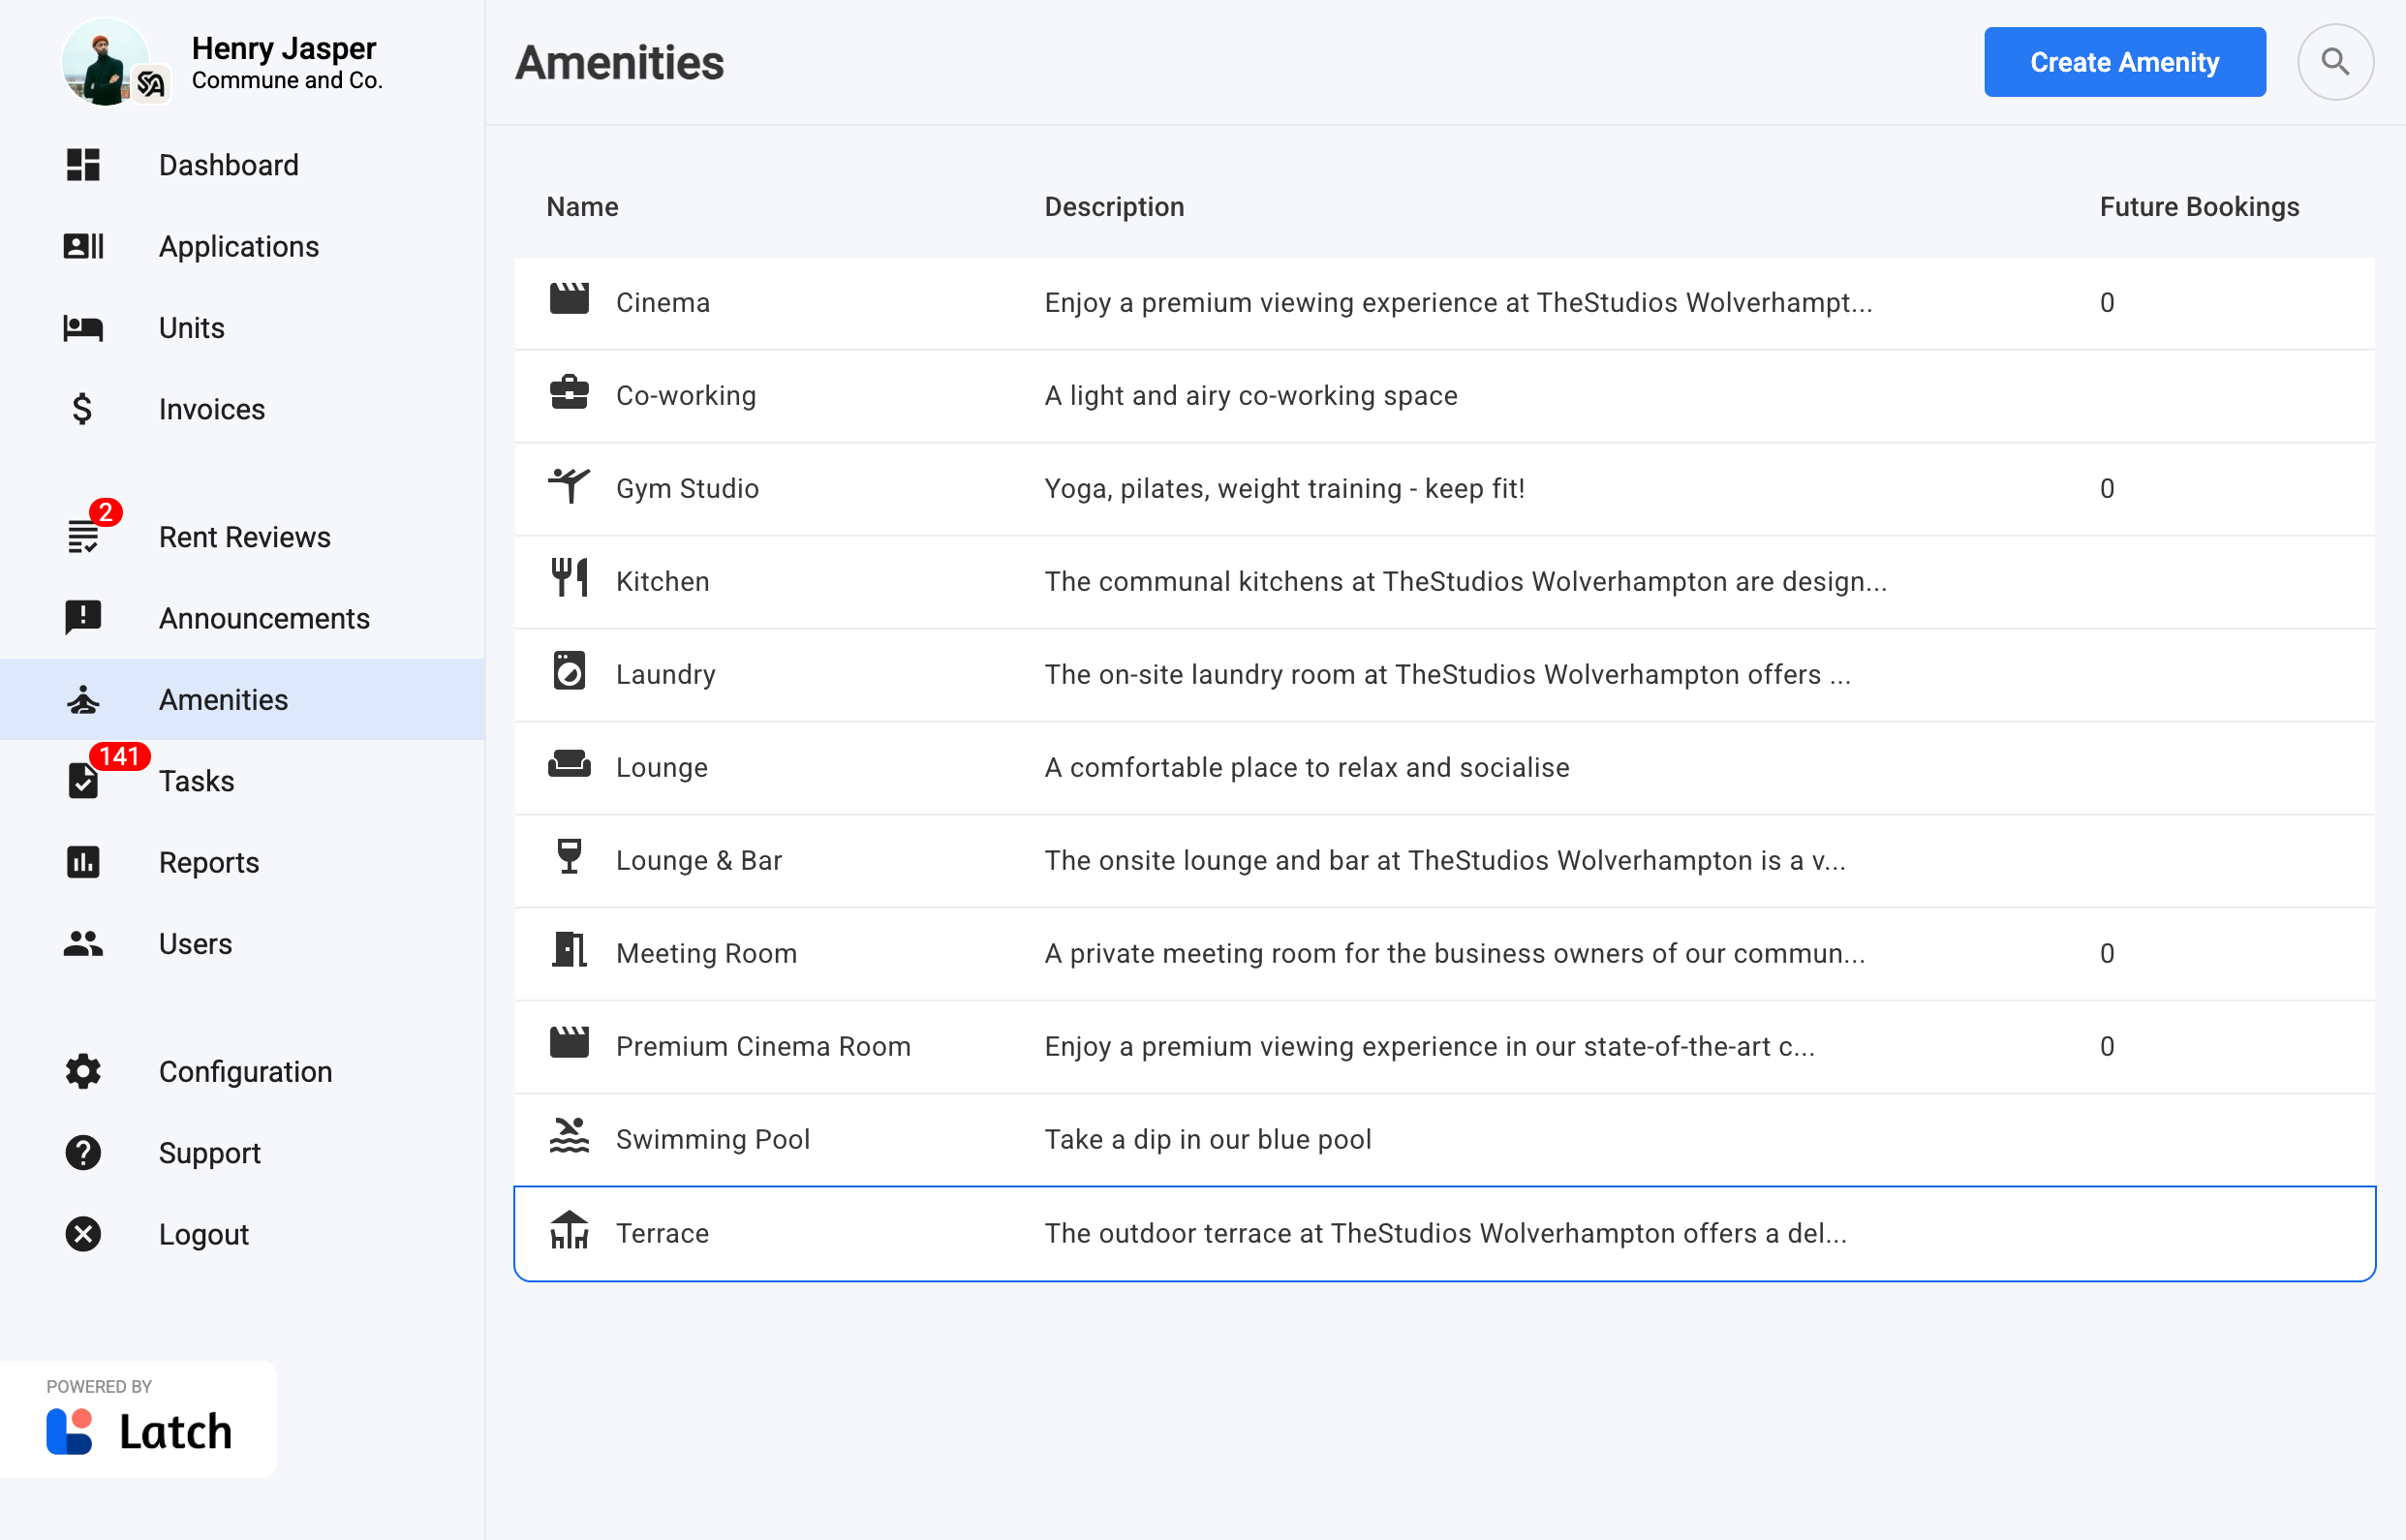 Henry Jasper
Commune and Co.
Dashboard
Applications
Units
Invoices
2
Rent Reviews
Announcements
Amenities
141
Tasks
Reports
Users
Configuration
Support
Logout
POWERED BY
Latch
Amenities
Create Amenity
Name Description Future Bookings
Cinema Enjoy a premium viewing experience at TheStudios Wolverhampt... 0
Co-working A light and airy co-working space
Gym Studio Yoga, pilates, weight training - keep fit! 0
Kitchen The communal kitchens at TheStudios Wolverhampton are design...
Laundry The on-site laundry room at TheStudios Wolverhampton offers ...
Lounge A comfortable place to relax and socialise
Lounge & Bar The onsite lounge and bar at TheStudios Wolverhampton is a v...
Meeting Room A private meeting room for the business owners of our commun... 0
Premium Cinema Room Enjoy a premium viewing experience in our state-of-the-art c... 0
Swimming Pool Take a dip in our blue pool
Terrace The outdoor terrace at TheStudios Wolverhampton offers a del...